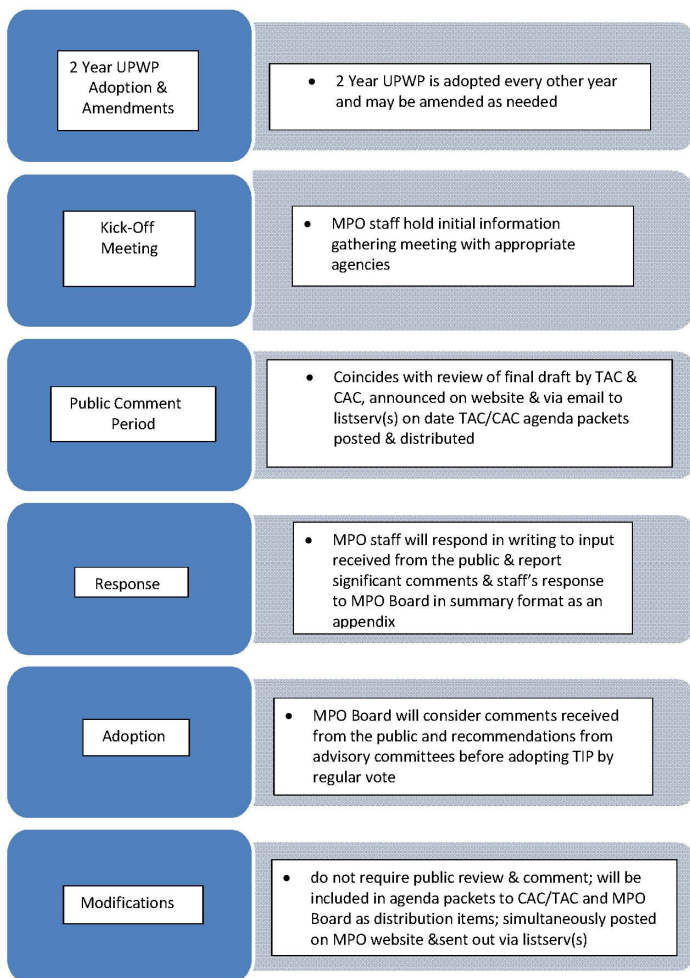 2 Year UPWP
Adoption &
Amendments
• 2 Year UPWP is adopted every other year
and may be amended as needed
Kick-Off
Meeting
• MPO staff hold initial information
gathering meeting with appropriate
agencies
Public Comment
Period
• Coincides with review of final draft by TAC &
CAC, announced on website & via email to
listserv(s) on date TAC/CAC agenda packets
posted & distributed
Response
• MPO staff will respond in writing to input
received from the public & report
significant comments & staff's response
to MPO Board in summary format as an
appendix
Adoption
• MPO Board will consider comments received
from the public and recommendations from
advisory committees before adopting TIP by
regular vote
Modifications
• do not require public review & comment; will be
included in agenda packets to CAC/TAC and MPO
Board as distribution items; simultaneously posted
on MPO website &sent out via listserv(s)